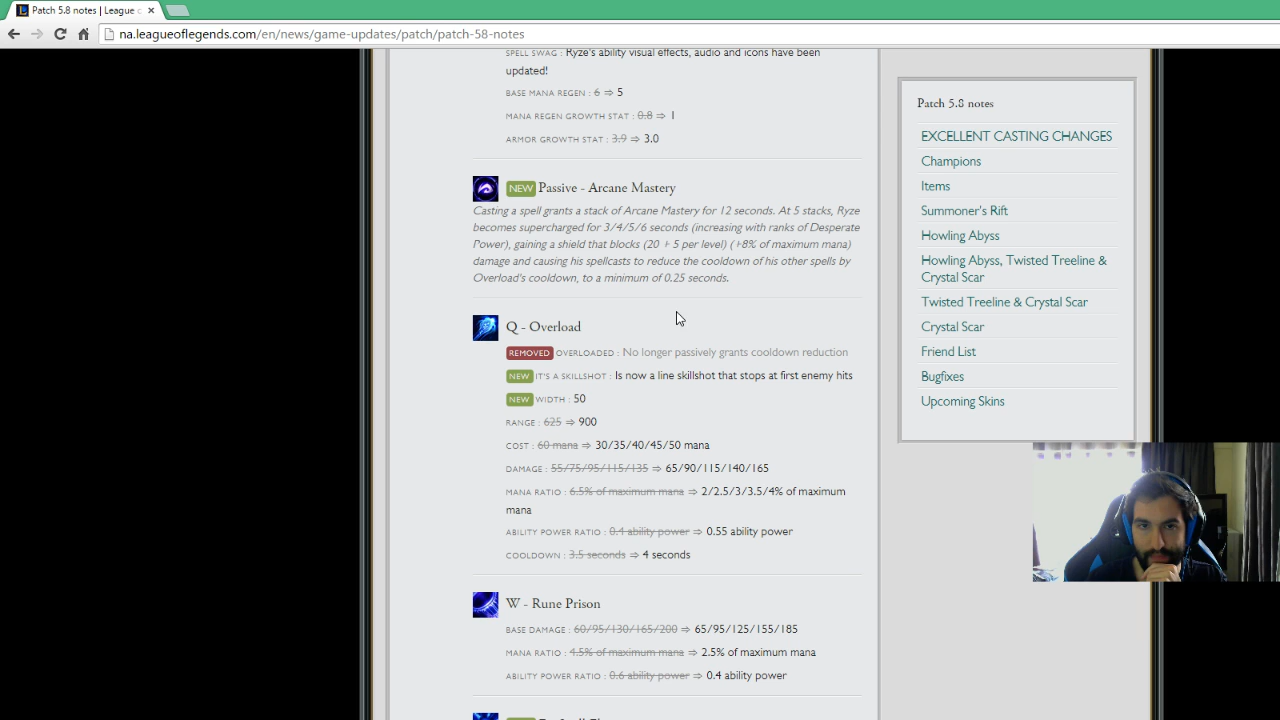 Patch 5.8 notes | League o
na.leagueoflegends.com/en/news/game-updates/patch/patch-58-notes
SPELL SWAG : Ryze's ability visual effects, audio and icons have been
updated!
BASE MANA REGEN : 6 ⇒ 5
MANA REGEN GROWTH STAT : 0.8 ⇒ 1
ARMOR GROWTH STAT : 3.9 ⇒ 3.0
NEW Passive - Arcane Mastery
Casting a spell grants a stack of Arcane Mastery for 12 seconds. At 5 stacks, Ryze
becomes supercharged for 3/4/5/6 seconds (increasing with ranks of Desperate
Power), gaining a shield that blocks (20 + 5 per level) (+8% of maximum mana)
damage and causing his spellcasts to reduce the cooldown of his other spells by
Overload's cooldown, to a minimum of 0.25 seconds.
Q - Overload
REMOVED OVERLOADED : No longer passively grants cooldown reduction
NEW IT'S A SKILLSHOT : Is now a line skillshot that stops at first enemy hits
NEW WIDTH : 50
RANGE : 625 ⇒ 900
COST : 60 mana ⇒ 30/35/40/45/50 mana
DAMAGE : 55/75/95/115/135 ⇒ 65/90/115/140/165
MANA RATIO : 6.5% of maximum mana ⇒ 2/2.5/3/3.5/4% of maximum
mana
ABILITY POWER RATIO : 0.4 ability power ⇒ 0.55 ability power
COOLDOWN : 3.5 seconds ⇒ 4 seconds
W - Rune Prison
BASE DAMAGE : 60/95/130/165/200 ⇒ 65/95/125/155/185
MANA RATIO : 4.5% of maximum mana ⇒ 2.5% of maximum mana
ABILITY POWER RATIO : 0.6 ability power ⇒ 0.4 ability power
Patch 5.8 notes
EXCELLENT CASTING CHANGES
Champions
Items
Summoner's Rift
Howling Abyss
Howling Abyss, Twisted Treeline &
Crystal Scar
Twisted Treeline & Crystal Scar
Crystal Scar
Friend List
Bugfixes
Upcoming Skins